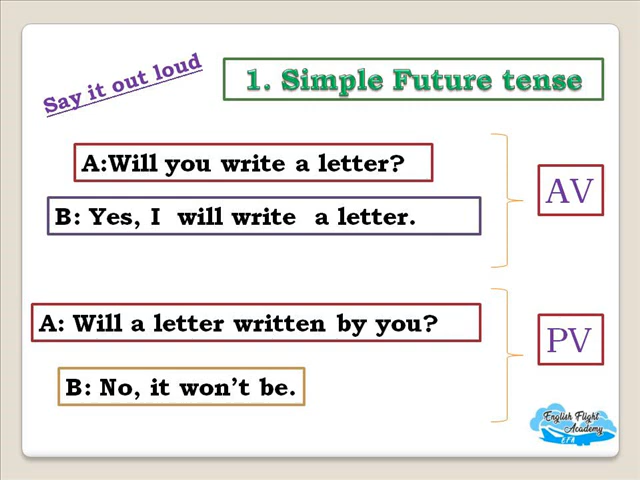 Say it out loud
1. Simple Future tense
A:Will you write a letter?
B: Yes, I will write a letter.
AV
A: Will a letter written by you?
B: No, it won't be.
PV
English Flight
Academy
E.F.A